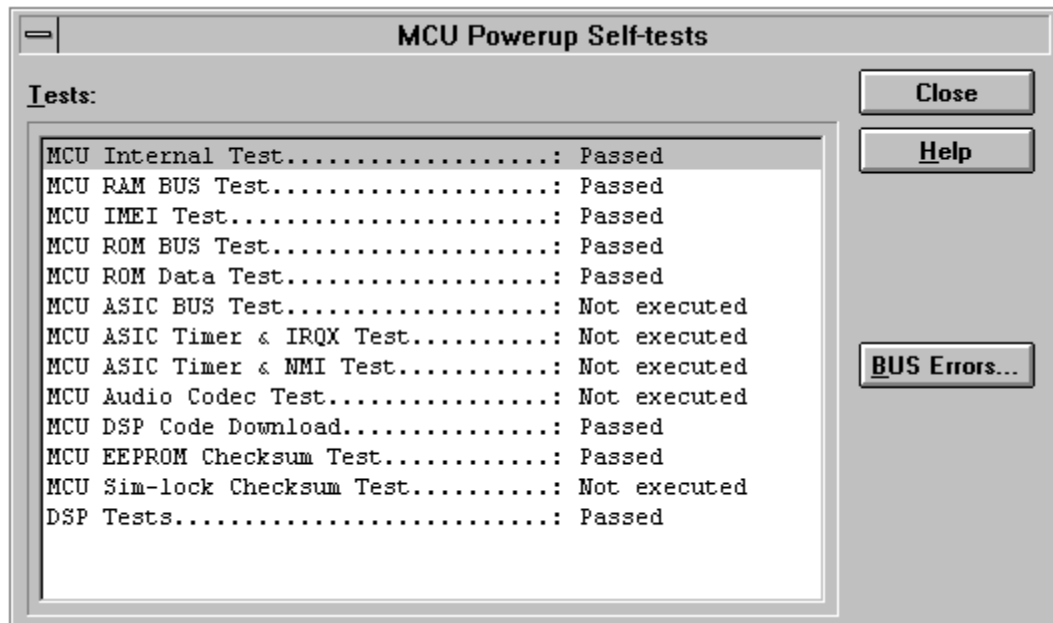 MCU Powerup Self-tests
Tests:
Close
Help
MCU Internal Test...................: Passed
MCU RAM BUS Test....................: Passed
MCU IMEI Test.......................: Passed
MCU ROM BUS Test....................: Passed
MCU ROM Data Test...................: Passed
MCU ASIC BUS Test...................: Not executed
MCU ASIC Timer & IRQX Test..........: Not executed
MCU ASIC Timer & NMI Test...........: Not executed
MCU Audio Codec Test................: Not executed
MCU DSP Code Download...............: Passed
MCU EEPROM Checksum Test............: Passed
MCU Sim-lock Checksum Test..........: Not executed
DSP Tests...........................: Passed
BUS Errors...